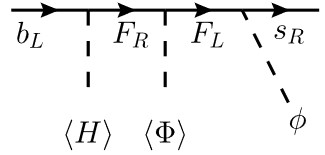 b_L F_R F_L s_R
⟨H⟩ ⟨Φ⟩ ϕ